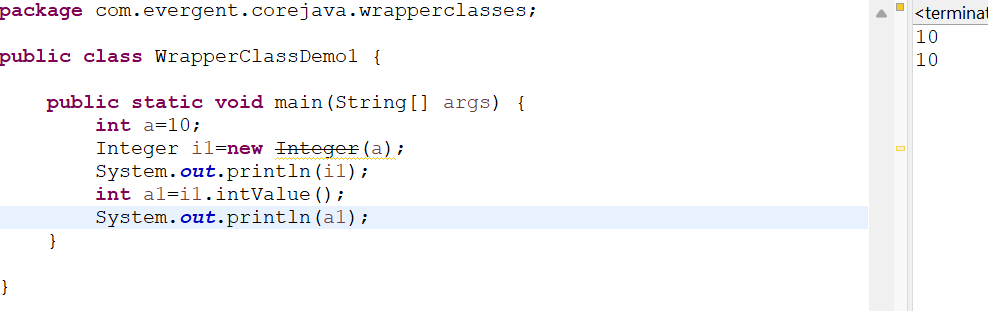 package com.evergent.corejava.wrapperclasses;
public class WrapperClassDemo1 {
public static void main(String[] args) {
int a=10;
Integer i1=new Integer(a);
System.out.println(i1);
int a1=i1.intValue();
System.out.println(a1);
}
}
<terminat
10
10